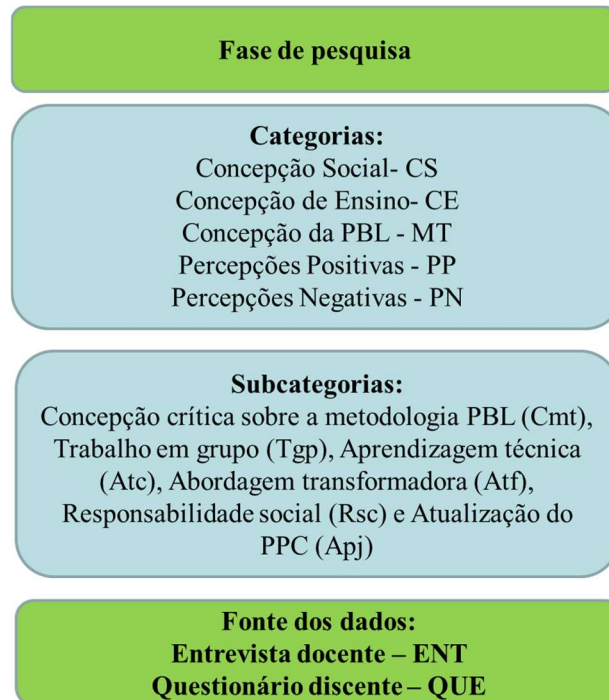 Fase de pesquisa
Categorias:
Concepção Social- CS
Concepção de Ensino- CE
Concepção da PBL - MT
Percepções Positivas - PP
Percepções Negativas - PN
Subcategorias:
Concepção crítica sobre a metodologia PBL (Cmt),
Trabalho em grupo (Tgp), Aprendizagem técnica
(Atc), Abordagem transformadora (Atf),
Responsabilidade social (Rsc) e Atualização do
PPC (Apj)
Fonte dos dados:
Entrevista docente – ENT
Questionário discente – QUE